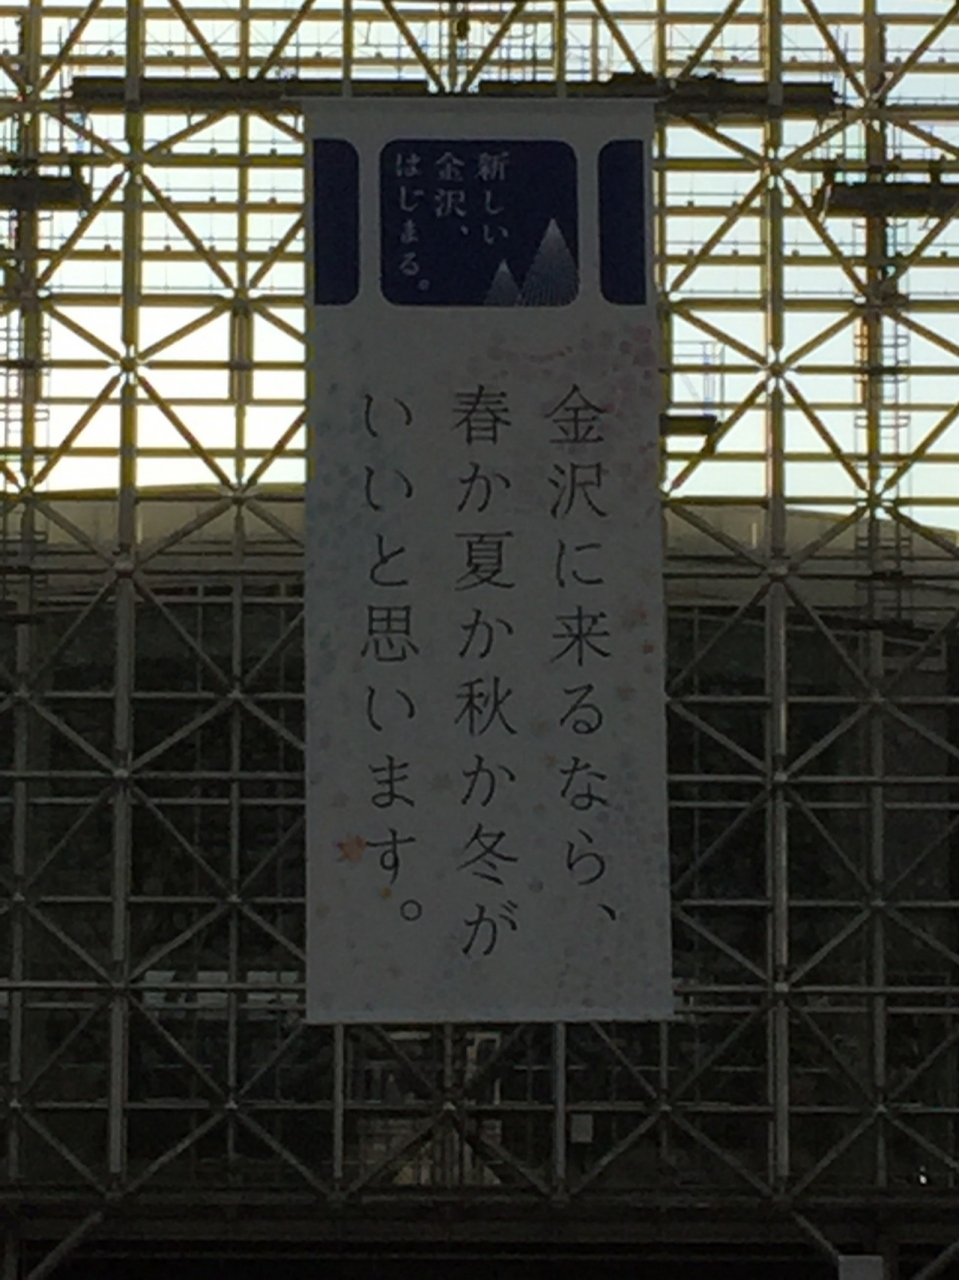 新しい
金沢、
はじまる。
金沢に来るなら、
春か夏か秋か冬が
いいと思います。